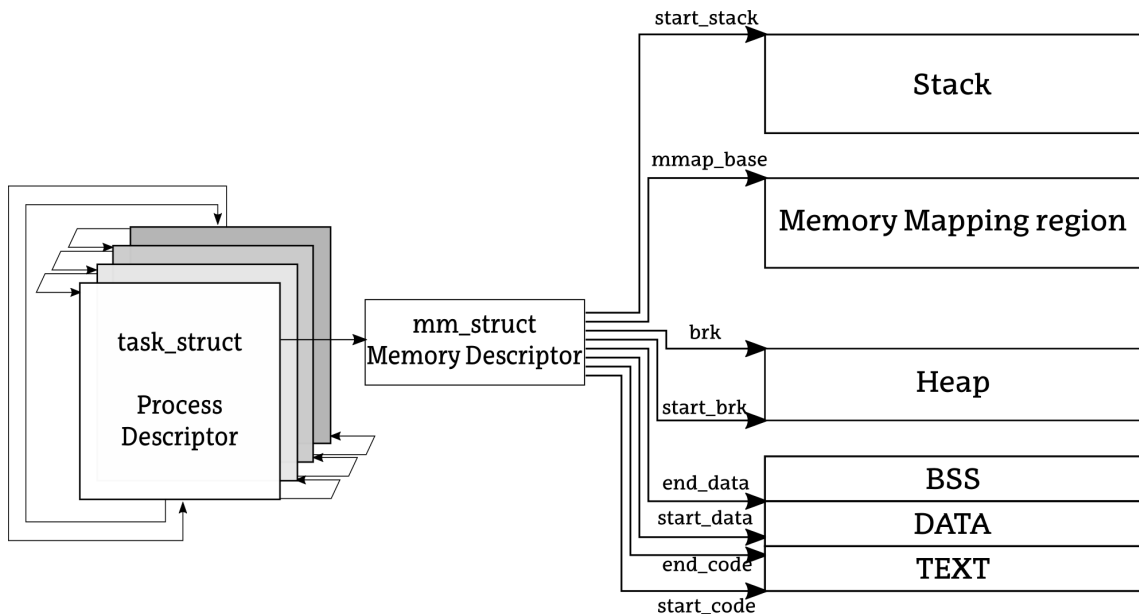 start_stack
Stack
mmap_base
Memory Mapping region
task_struct
Process
Descriptor
mm_struct
Memory Descriptor
brk
Heap
start_brk
end_data
BSS
start_data
DATA
end_code
TEXT
start_code